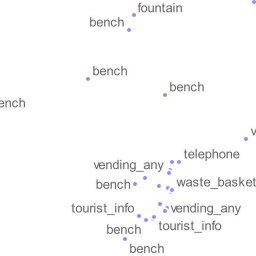 fountain
bench
bench
bench
ench
v
telephone
vending_any
bench
waste_basket
tourist_info
vending_any
tourist_info
bench
bench